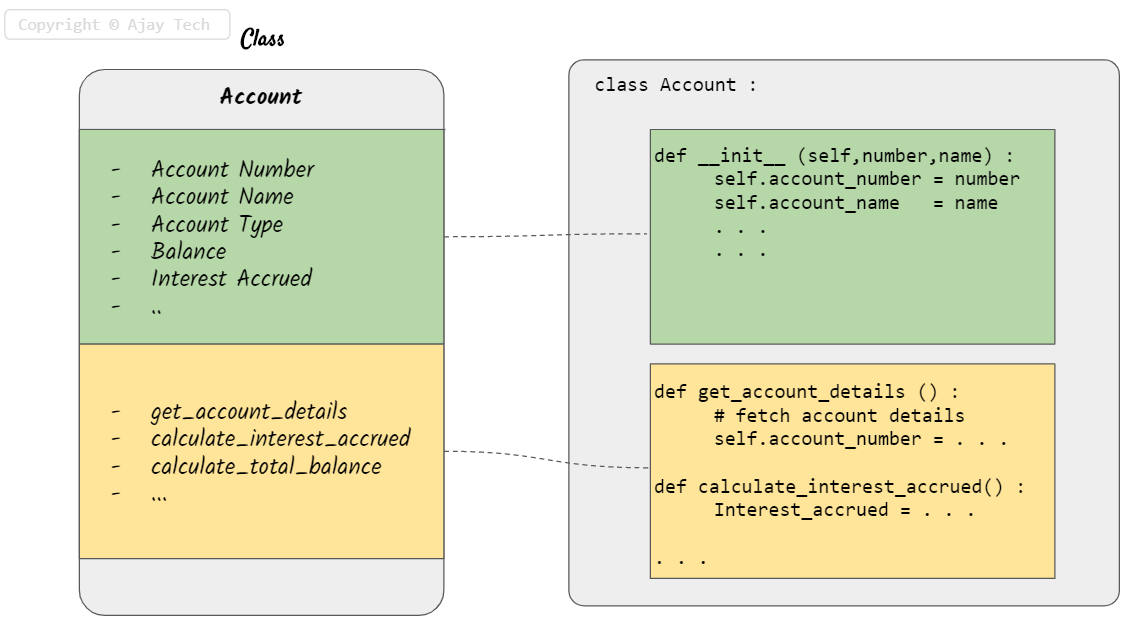 Copyright © Ajay Tech
Class
Account
- Account Number
- Account Name
- Account Type
- Balance
- Interest Accrued
- ..
- get_account_details
- calculate_interest_accrued
- calculate_total_balance
- ...
class Account :
def __init__ (self,number,name) :
self.account_number = number
self.account_name = name
. . .
. . .
def get_account_details () :
# fetch account details
self.account_number = . . .
def calculate_interest_accrued() :
Interest_accrued = . . .
. . .